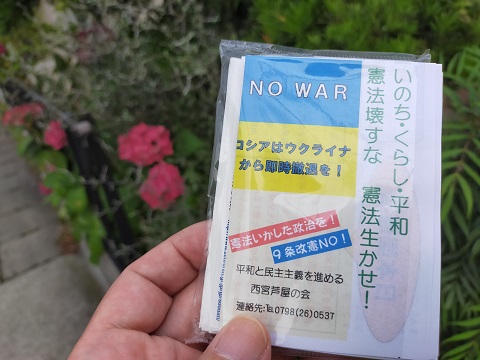 いのち・くらし・平和
憲法壊すな 憲法生かせ！
NO WAR
ロシアはウクライナ
から即時撤退を！
憲法いかした政治を！
9条改憲NO！
平和と民主主義を進める
西宮芦屋の会
連絡先:℡0798(26)0537